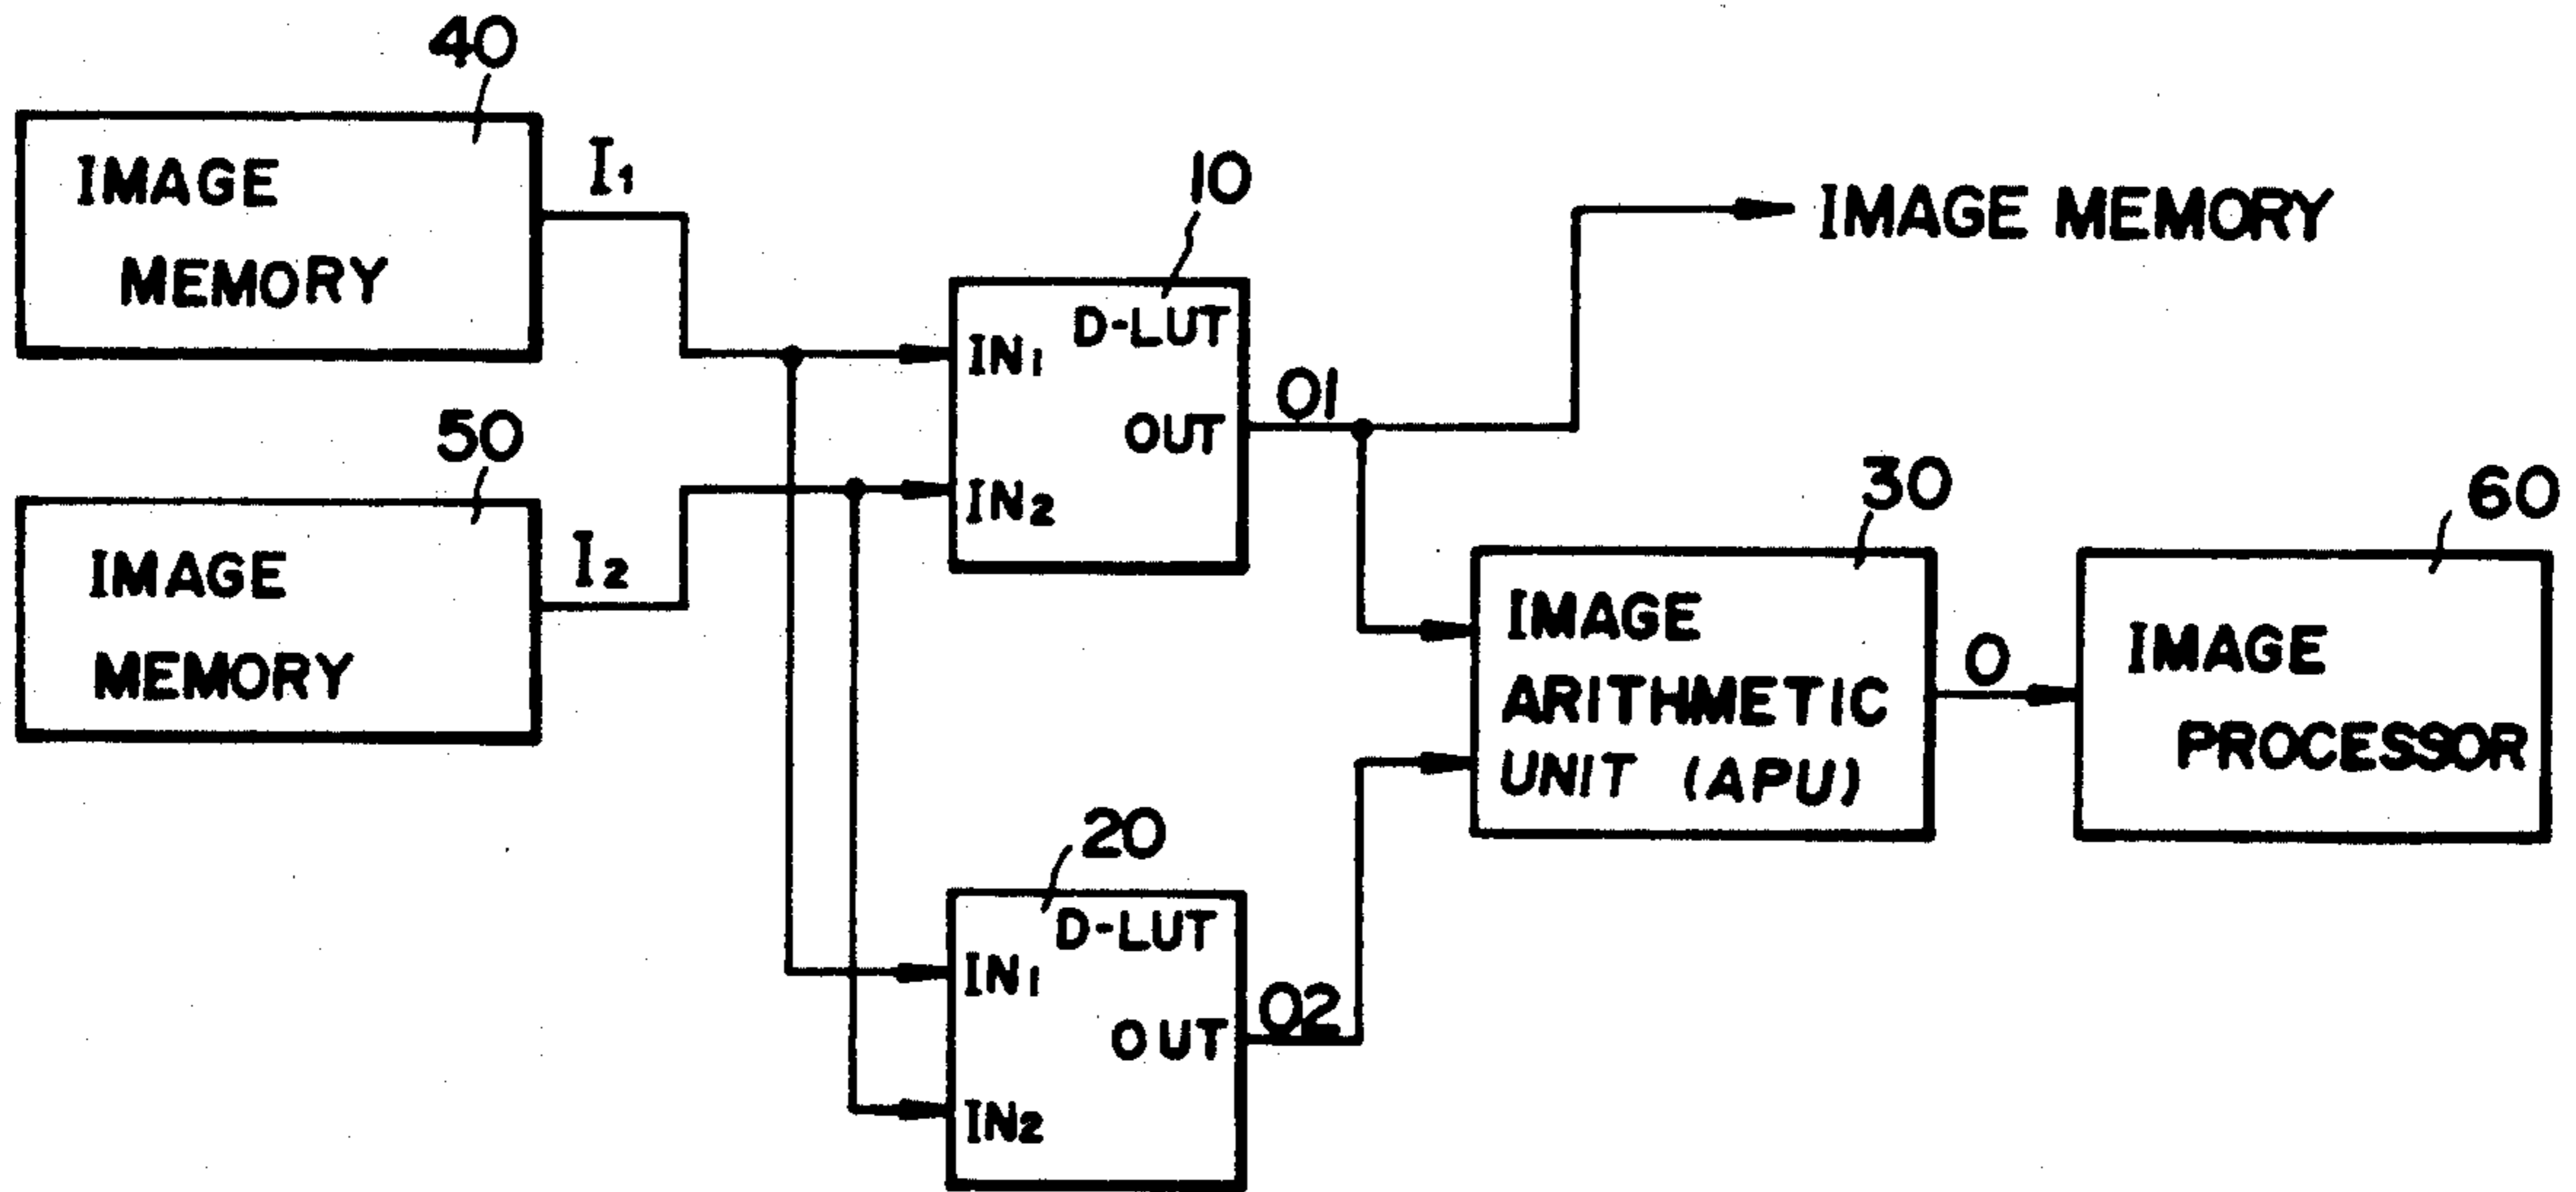 40
IMAGE
MEMORY
I₁
50
IMAGE
MEMORY
I₂
10
D-LUT
IN₁
OUT
IN₂
O1
IMAGE MEMORY
20
D-LUT
IN₁
OUT
IN₂
O2
30
IMAGE
ARITHMETIC
UNIT (APU)
O
60
IMAGE
PROCESSOR